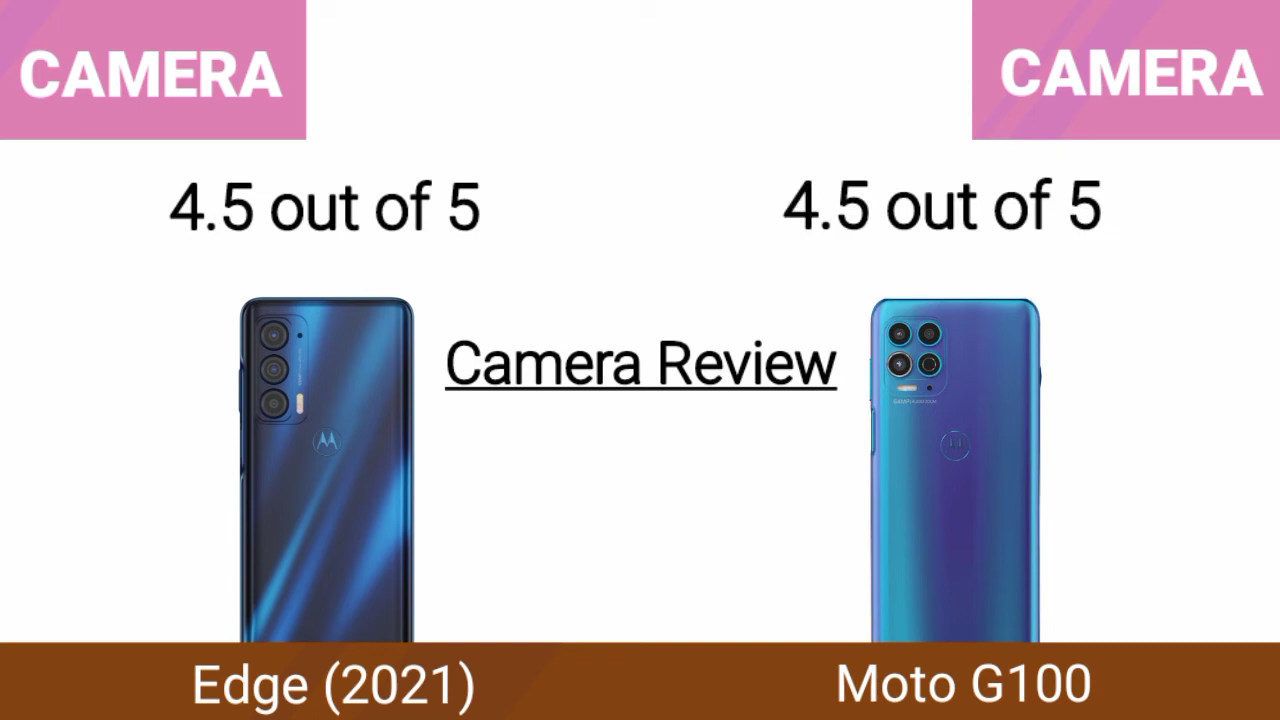 CAMERA
CAMERA
4.5 out of 5
4.5 out of 5
Camera Review
Edge (2021)
Moto G100